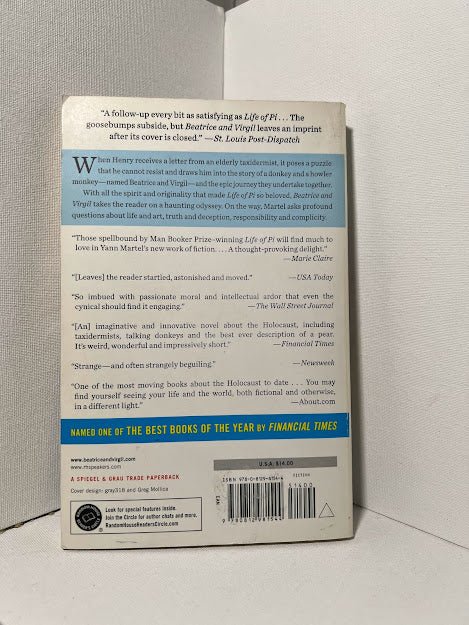 “A follow-up every bit as satisfying as Life of Pi . . . The
goosebumps subside, but Beatrice and Virgil leaves an imprint
after its cover is closed.” —St. Louis Post-Dispatch
When Henry receives a letter from an elderly taxidermist, it poses a puzzle
that he cannot resist and draws him into the story of a donkey and a howler
monkey—named Beatrice and Virgil—and the epic journey they undertake together.
With all the spirit and originality that made Life of Pi so beloved, Beatrice and
Virgil takes the reader on a haunting odyssey. On the way, Martel asks profound
questions about life and art, truth and deception, responsibility and complicity.
“Those spellbound by Man Booker Prize–winning Life of Pi will find much to
love in Yann Martel’s new work of fiction. . . . A thought-provoking delight.”
—Marie Claire
“[Leaves] the reader startled, astonished and moved.” —USA Today
“So imbued with passionate moral and intellectual ardor that even the
cynical should find it engaging.” —The Wall Street Journal
“[An] imaginative and innovative novel about the Holocaust, including
taxidermists, talking donkeys and the best ever description of a pear.
It’s weird, wonderful and impressively short.” —Financial Times
“Strange—and often strangely beguiling.” —Newsweek
“One of the most moving books about the Holocaust to date . . . . You may
find yourself seeing your life and the world, both fictional and otherwise,
in a different light.” —About.com
NAMED ONE OF THE BEST BOOKS OF THE YEAR BY FINANCIAL TIMES
www.beatriceandvirgil.com
www.rhspeakers.com
A SPIEGEL & GRAU TRADE PAPERBACK
Cover design: gray318 and Greg Mollica
Look for special features inside.
Join the Circle for author chats and more.
RandomHouseReadersCircle.com
U.S.A. $14.00
FICTION
ISBN 978-0-8129-8154-4
51400
EAN
9 780812 981544